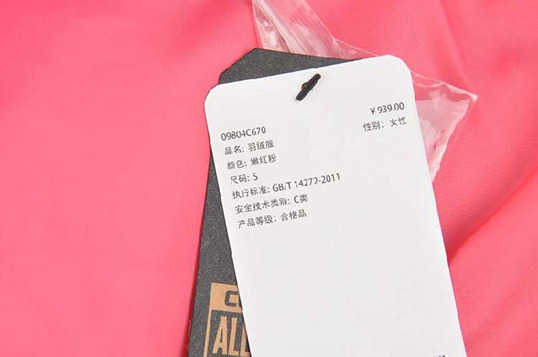 09804C670
¥939.00
品名: 羽绒服
性别: 女性
颜色: 嫩红粉
尺码: S
执行标准: GB/T 14272-2011
安全技术类别: C类
产品等级: 合格品
ALL